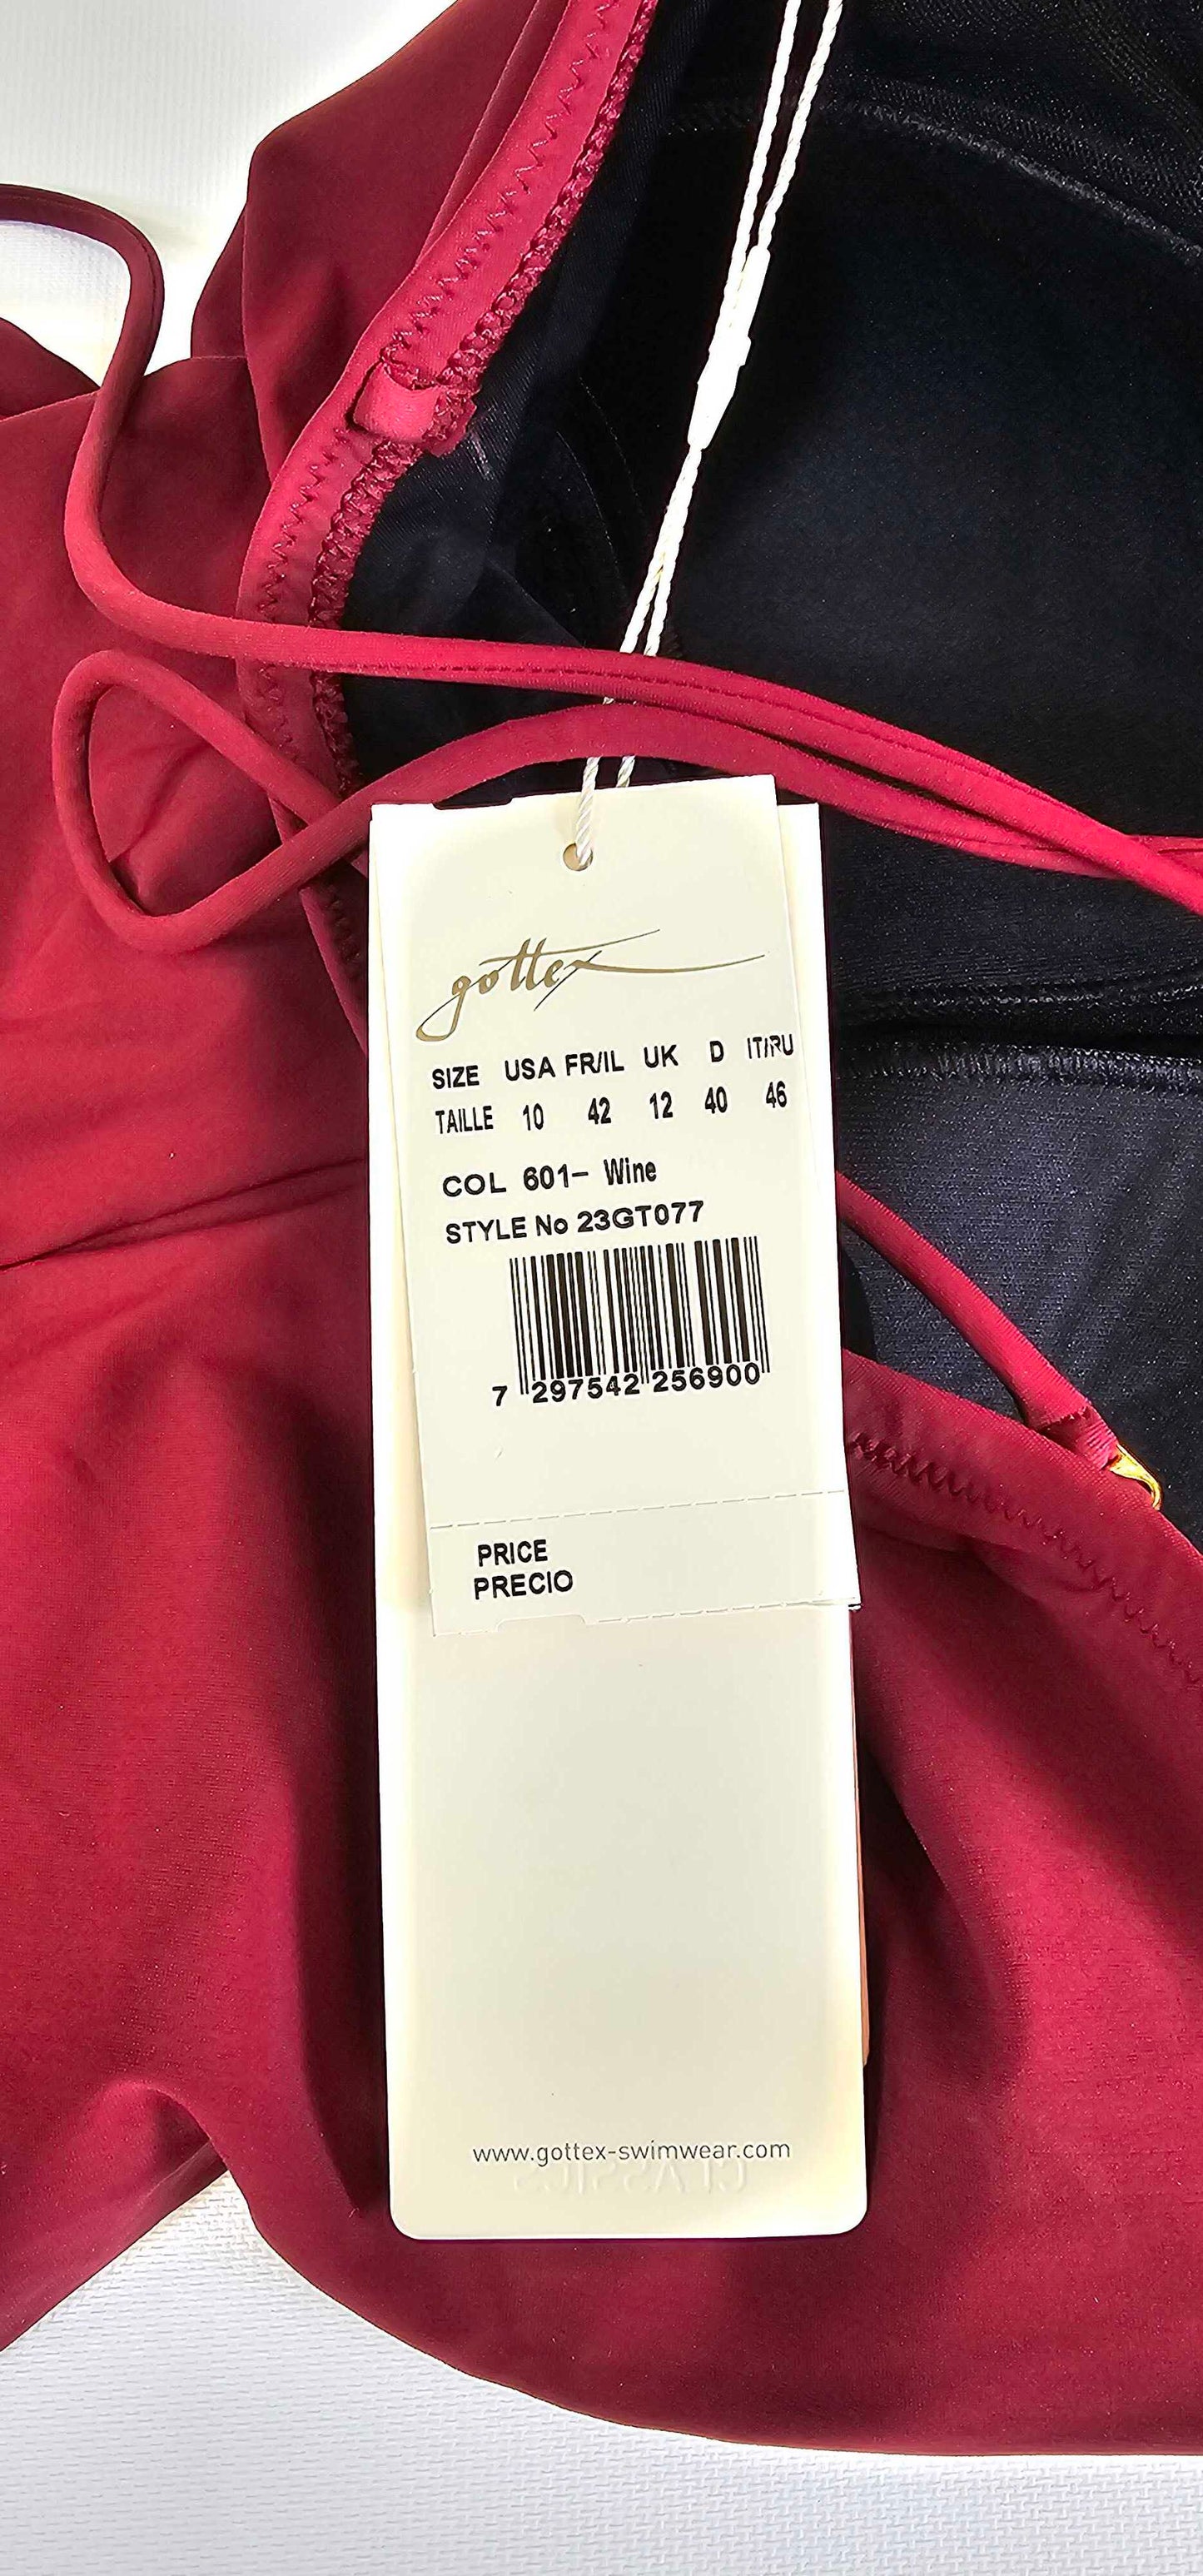 gottex
SIZE USA FR/IL UK D IT/RU
TAILLE 10 42 12 40 46
COL 601- Wine
STYLE No 23GT077
7 297542 256900
PRICE
PRECIO
www.gottex-swimwear.com
CLASSICS